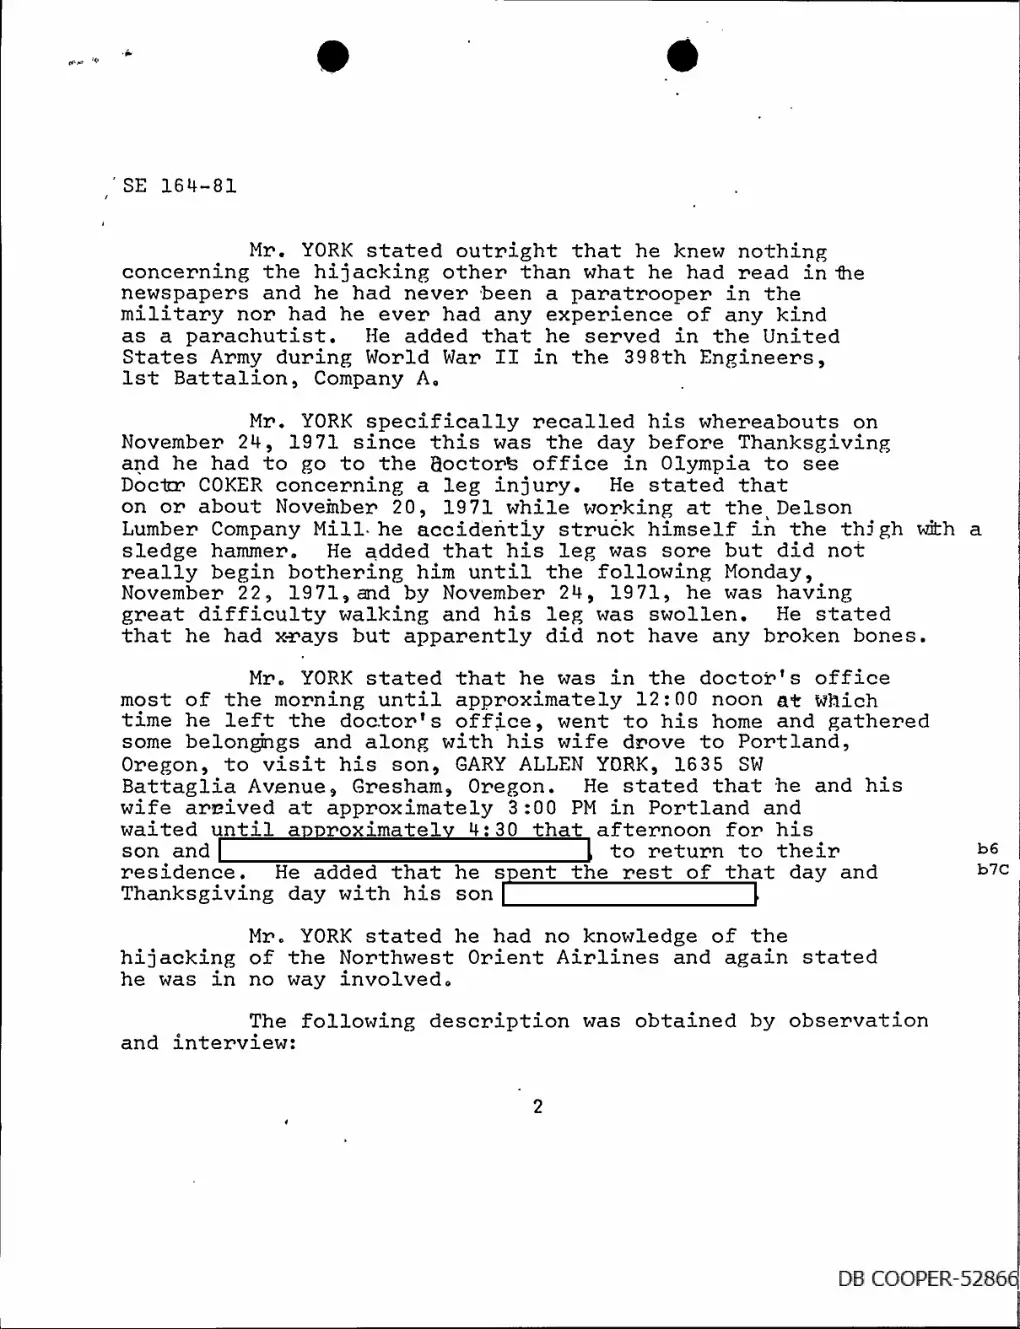 SE 164-81
Mr. YORK stated outright that he knew nothing
concerning the hijacking other than what he had read in the
newspapers and he had never been a paratrooper in the
military nor had he ever had any experience of any kind
as a parachutist. He added that he served in the United
States Army during World War II in the 398th Engineers,
1st Battalion, Company A.
Mr. YORK specifically recalled his whereabouts on
November 24, 1971 since this was the day before Thanksgiving
and he had to go to the doctor's office in Olympia to see
Doctor COKER concerning a leg injury. He stated that
on or about November 20, 1971 while working at the Delson
Lumber Company Mill he accidently struck himself in the thigh with a
sledge hammer. He added that his leg was sore but did not
really begin bothering him until the following Monday,
November 22, 1971, and by November 24, 1971, he was having
great difficulty walking and his leg was swollen. He stated
that he had x-rays but apparently did not have any broken bones.
Mr. YORK stated that he was in the doctor's office
most of the morning until approximately 12:00 noon at which
time he left the doctor's office, went to his home and gathered
some belongings and along with his wife drove to Portland,
Oregon, to visit his son, GARY ALLEN YORK, 1635 SW
Battaglia Avenue, Gresham, Oregon. He stated that he and his
wife arrived at approximately 3:00 PM in Portland and
waited until approximately 4:30 that afternoon for his
son and to return to their b6
residence. He added that he spent the rest of that day and b7C
Thanksgiving day with his son
Mr. YORK stated he had no knowledge of the
hijacking of the Northwest Orient Airlines and again stated
he was in no way involved.
The following description was obtained by observation
and interview:
2
DB COOPER-52866